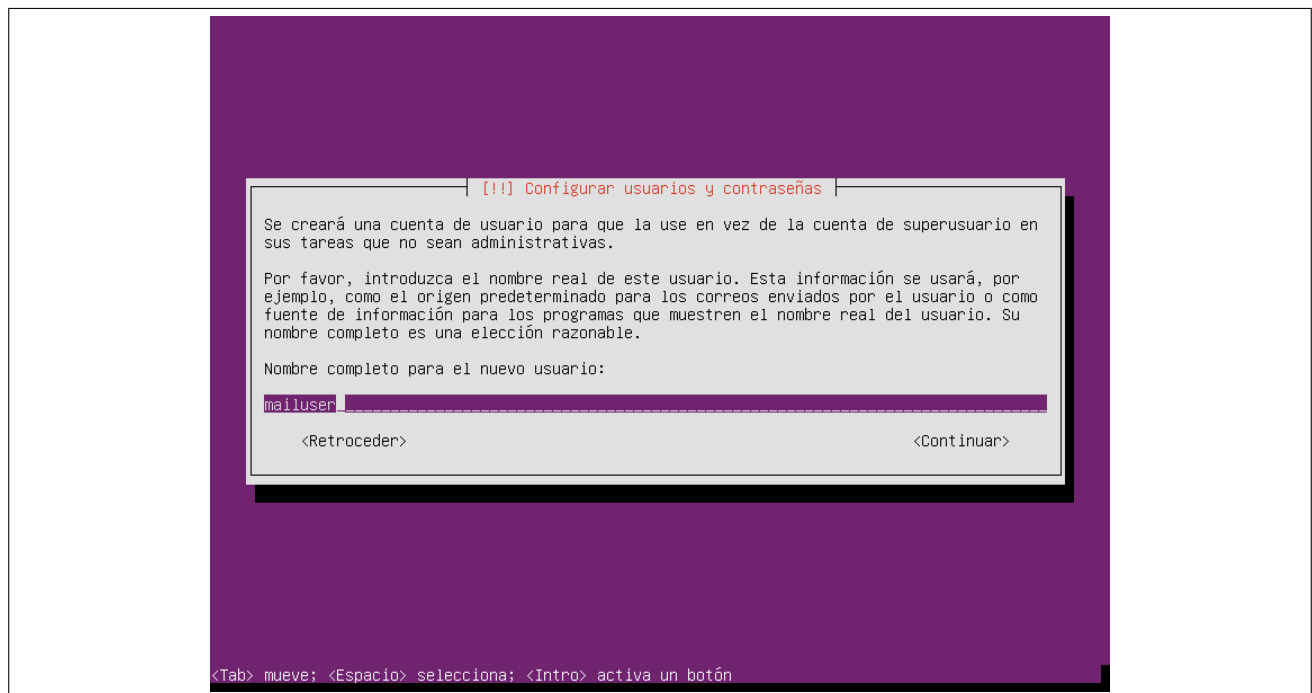 [!!] Configurar usuarios y contraseñas
Se creará una cuenta de usuario para que la use en vez de la cuenta de superusuario en
sus tareas que no sean administrativas.
Por favor, introduzca el nombre real de este usuario. Esta información se usará, por
ejemplo, como el origen predeterminado para los correos enviados por el usuario o como
fuente de información para los programas que muestren el nombre real del usuario. Su
nombre completo es una elección razonable.
Nombre completo para el nuevo usuario:
mailuser
<Retroceder> <Continuar>
<Tab> mueve; <Espacio> selecciona; <Intro> activa un botón